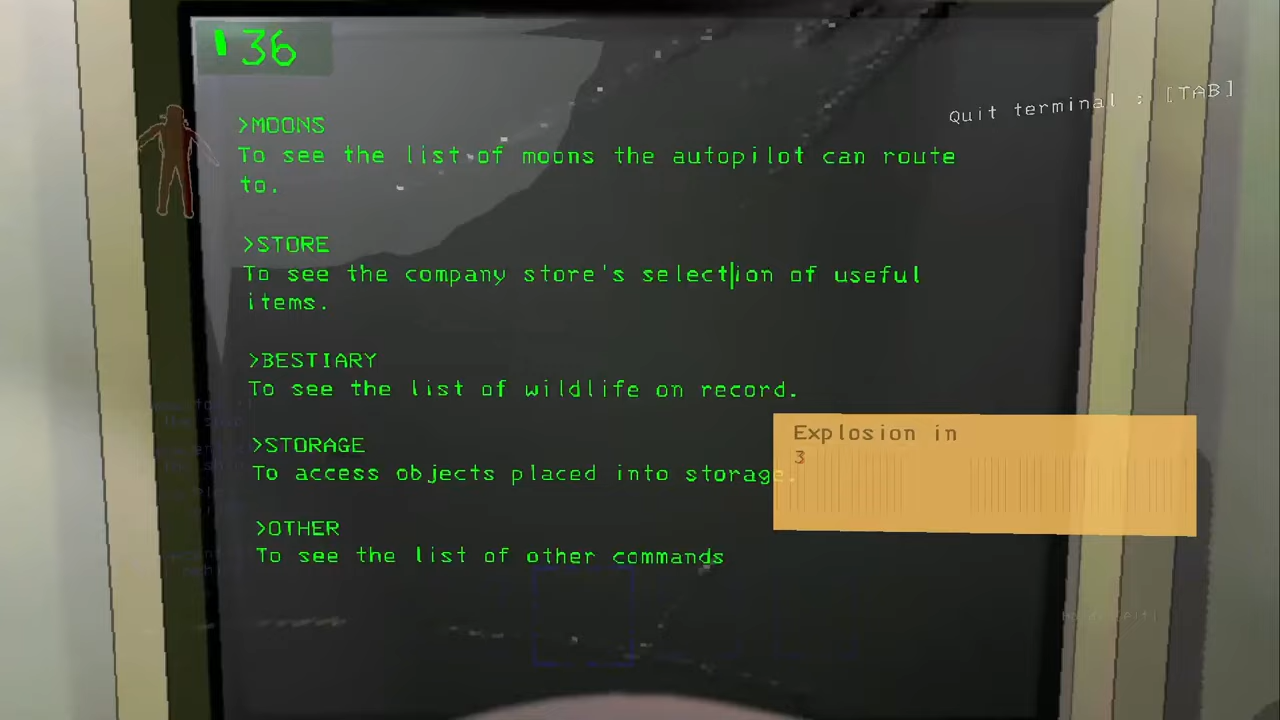 ▮36
Quit terminal : [TAB]
>MOONS
To see the list of moons the autopilot can route
to.
>STORE
To see the company store's selection of useful
items.
>BESTIARY
To see the list of wildlife on record.
>STORAGE
To access objects placed into storage.
>OTHER
To see the list of other commands
Explosion in
3